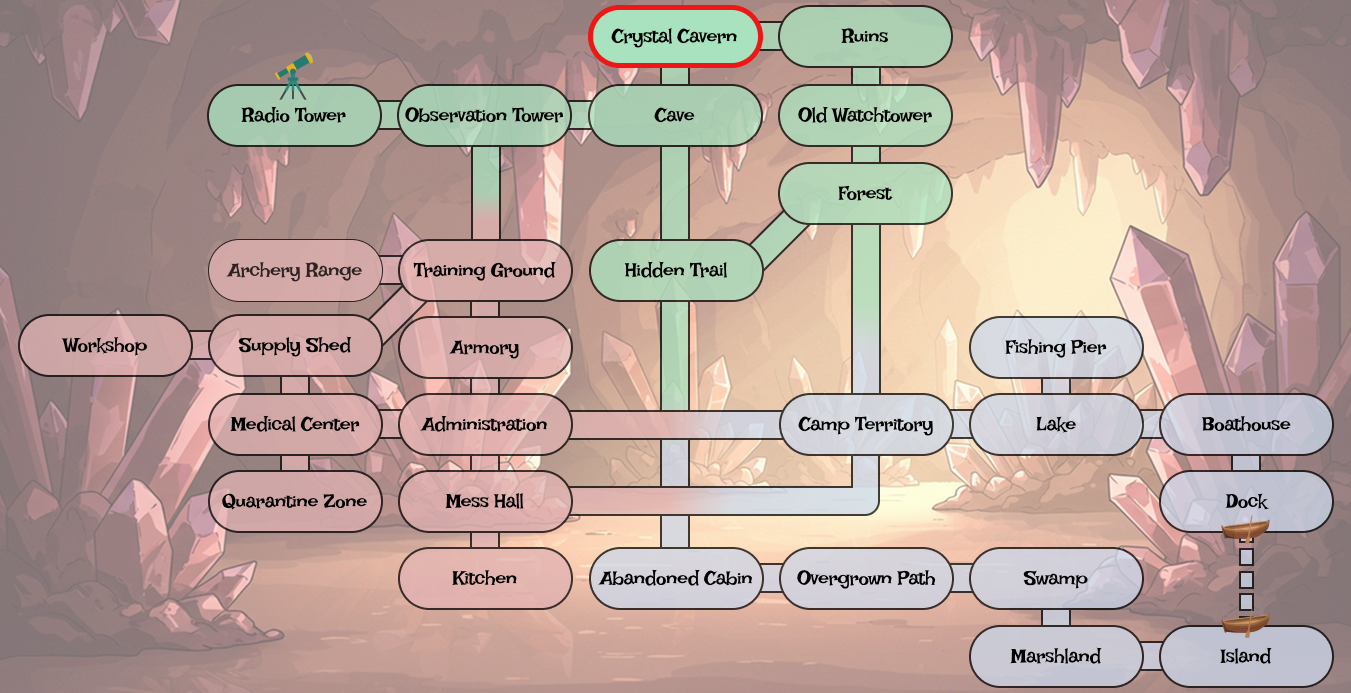 Crystal Cavern
Ruins
Radio Tower
Observation Tower
Cave
Old Watchtower
Forest
Archery Range
Training Ground
Hidden Trail
Workshop
Supply Shed
Armory
Fishing Pier
Medical Center
Administration
Camp Territory
Lake
Boathouse
Quarantine Zone
Mess Hall
Dock
Kitchen
Abandoned Cabin
Overgrown Path
Swamp
Marshland
Island